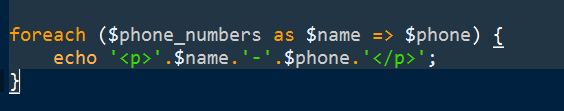 foreach ($phone_numbers as $name => $phone) {
    echo '<p>'.$name.'-'.$phone.'</p>';
}